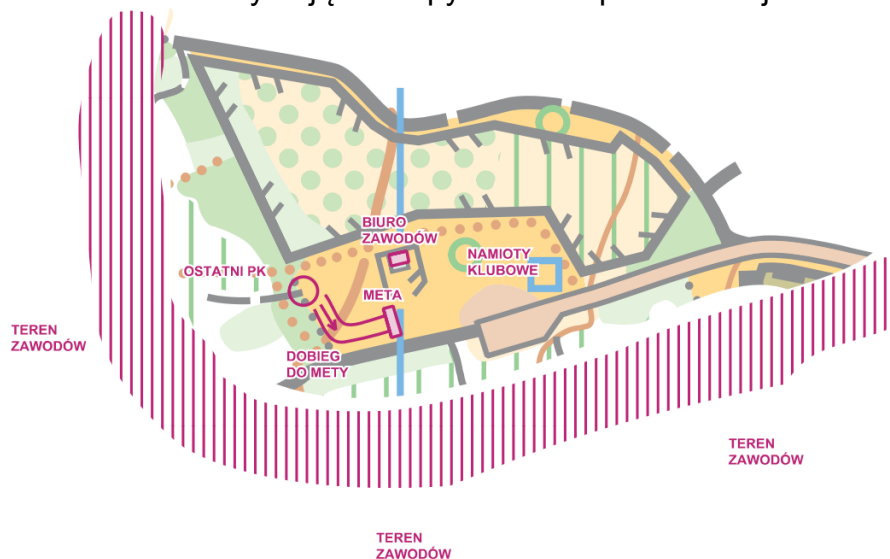 BIURO
ZAWODÓW
NAMIOTY
KLUBOWE
OSTATNI PK
META
TEREN
ZAWODÓW
DOBIEG
DO METY
TEREN
ZAWODÓW
TEREN
ZAWODÓW